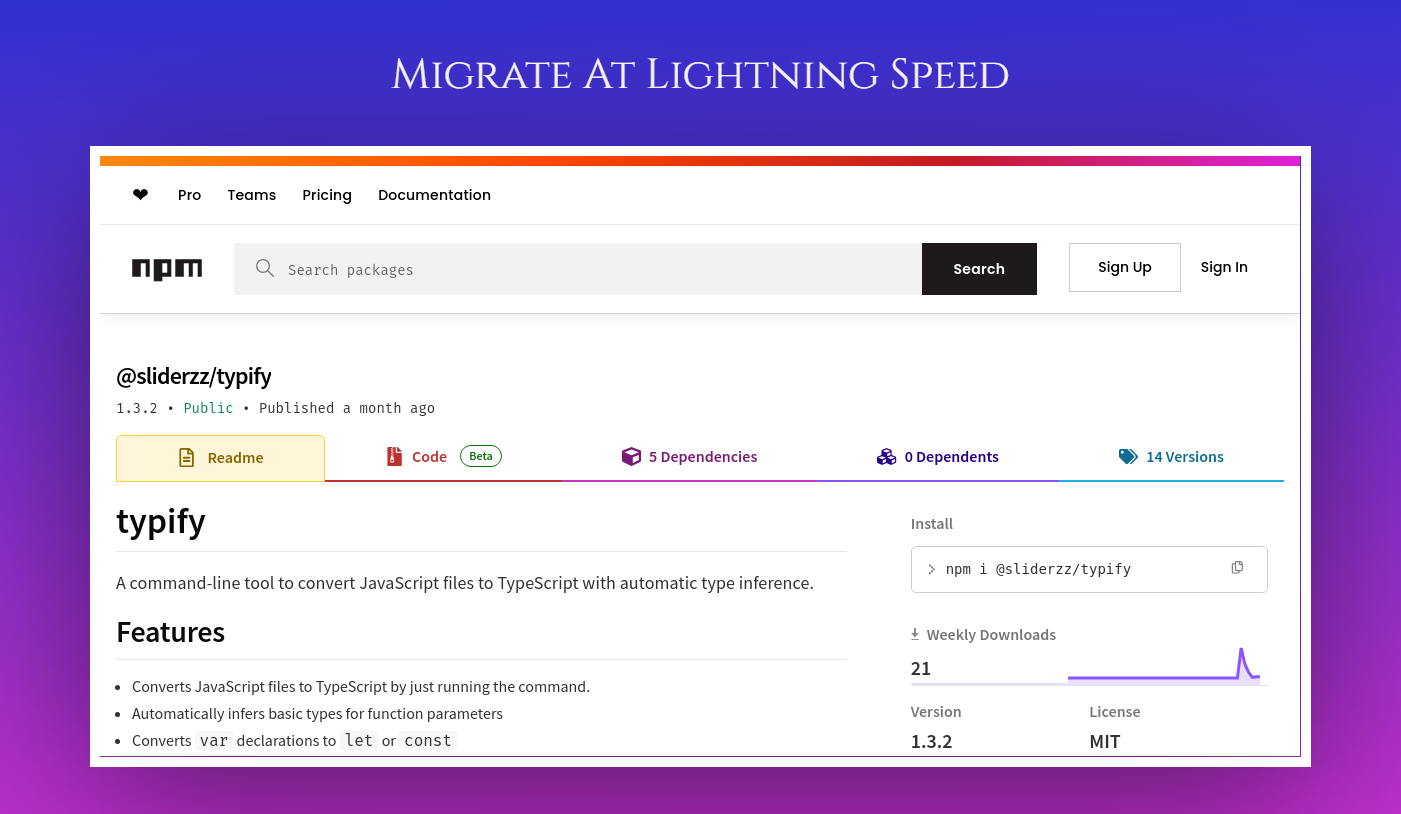 Migrate At Lightning Speed
❤ Pro Teams Pricing Documentation
npm Search packages Search Sign Up Sign In
@sliderzz/typify
1.3.2 • Public • Published a month ago
Readme Code Beta 5 Dependencies 0 Dependents 14 Versions
typify
A command-line tool to convert JavaScript files to TypeScript with automatic type inference.
Features
• Converts JavaScript files to TypeScript by just running the command.
• Automatically infers basic types for function parameters
• Converts var declarations to let or const
Install
> npm i @sliderzz/typify
Weekly Downloads
21
Version License
1.3.2 MIT